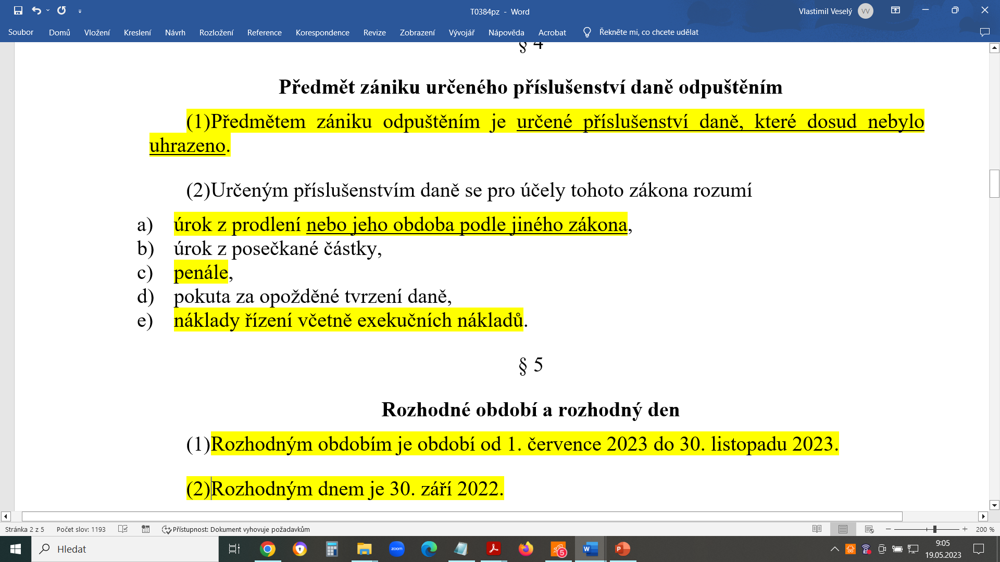 T0384pz - Word
Vlastimil Veselý
VV
Soubor Domů Vložení Kreslení Návrh Rozložení Reference Korespondence Revize Zobrazení Vývojář Nápověda Acrobat Řekněte mi, co chcete udělat
§ 4
Předmět zániku určeného příslušenství daně odpuštěním
(1)Předmětem zániku odpuštěním je určené příslušenství daně, které dosud nebylo
uhrazeno.
(2)Určeným příslušenstvím daně se pro účely tohoto zákona rozumí
a) úrok z prodlení nebo jeho obdoba podle jiného zákona,
b) úrok z posečkané částky,
c) penále,
d) pokuta za opožděné tvrzení daně,
e) náklady řízení včetně exekučních nákladů.
§ 5
Rozhodné období a rozhodný den
(1)Rozhodným obdobím je období od 1. července 2023 do 30. listopadu 2023.
(2)Rozhodným dnem je 30. září 2022.
Stránka 2 z 5 Počet slov: 1193 Přístupnost: Dokument vyhovuje požadavkům 200 %
Hledat
zoom
5
W
P
9:05
19.05.2023